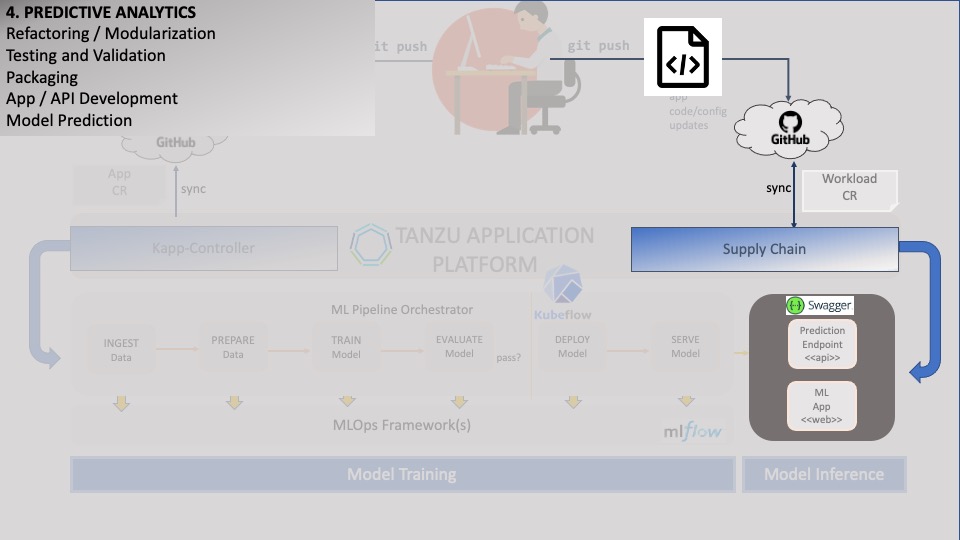 4. PREDICTIVE ANALYTICS
Refactoring / Modularization
Testing and Validation
Packaging
App / API Development
Model Prediction
it push
git push
</>
app
code/config
updates
GitHub
GitHub
App
CR
sync
sync
Workload
CR
Kapp-Controller
TANZU APPLICATION
PLATFORM
Supply Chain
ML Pipeline Orchestrator
Kubeflow
Swagger
INGEST
Data
PREPARE
Data
TRAIN
Model
EVALUATE
Model
pass?
DEPLOY
Model
SERVE
Model
Prediction
Endpoint
<<api>>
ML
App
<<web>>
MLOps Framework(s)
mlflow
Model Training
Model Inference